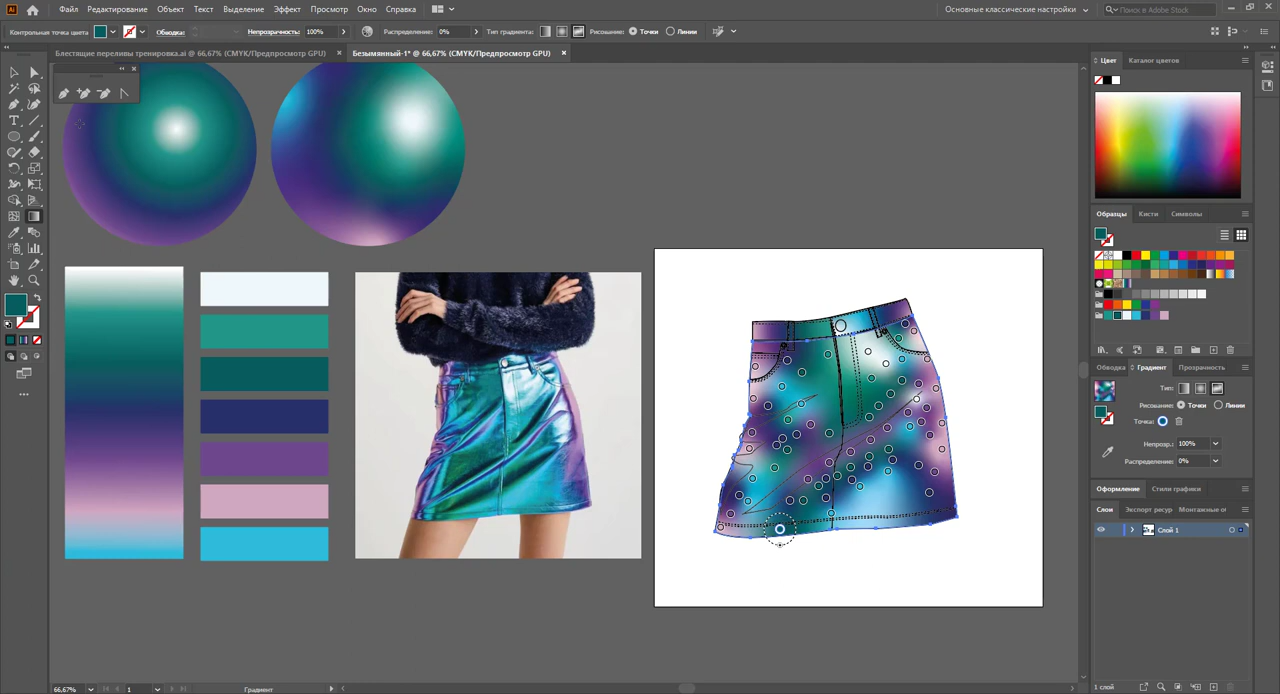 Ai Файл Редактирование Объект Текст Выделение Эффект Просмотр Окно Справка Основные классические настройки Поиск в Adobe Stock
Контрольная точка цвета Обводка: Непрозрачность: 100% Распределение: 0% Тип градиента: Рисование: Точки Линии
Блестящие переливы тренировка.ai @ 66,67% (CMYK/Предпросмотр GPU) × Безымянный-1* @ 66,67% (CMYK/Предпросмотр GPU) ×
Цвет Каталог цветов
Образцы Кисти Символы
Обводка Градиент Прозрачность
Тип:
Рисование: Точки Линии
Точка:
Непрозр.: 100%
Распределение: 0%
Оформление Стили графики
Слои Экспорт ресур Монтажные о
Слой 1
1 слой
66,67% 1 Градиент